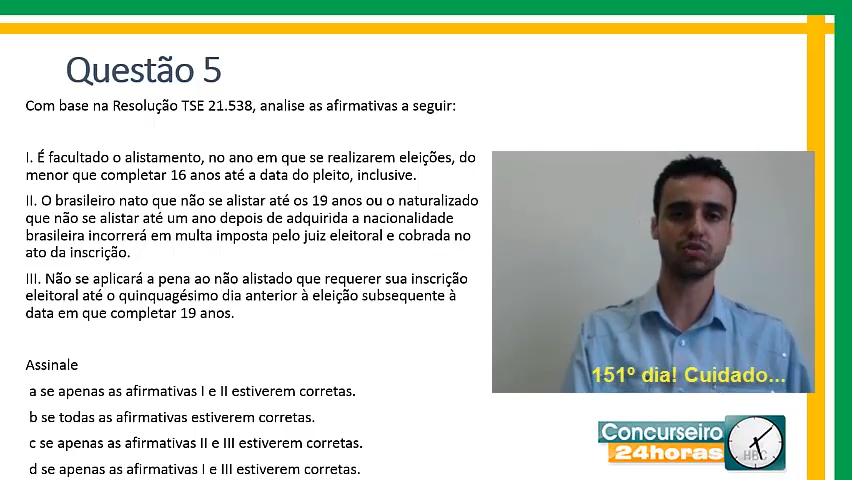 Questão 5
Com base na Resolução TSE 21.538, analise as afirmativas a seguir:
I. É facultado o alistamento, no ano em que se realizarem eleições, do
menor que completar 16 anos até a data do pleito, inclusive.
II. O brasileiro nato que não se alistar até os 19 anos ou o naturalizado
que não se alistar até um ano depois de adquirida a nacionalidade
brasileira incorrerá em multa imposta pelo juiz eleitoral e cobrada no
ato da inscrição.
III. Não se aplicará a pena ao não alistado que requerer sua inscrição
eleitoral até o quinquagésimo dia anterior à eleição subsequente à
data em que completar 19 anos.
Assinale
a se apenas as afirmativas I e II estiverem corretas.
b se todas as afirmativas estiverem corretas.
c se apenas as afirmativas II e III estiverem corretas.
d se apenas as afirmativas I e III estiverem corretas.
151º dia! Cuidado...
Concurseiro
24horas
HBC